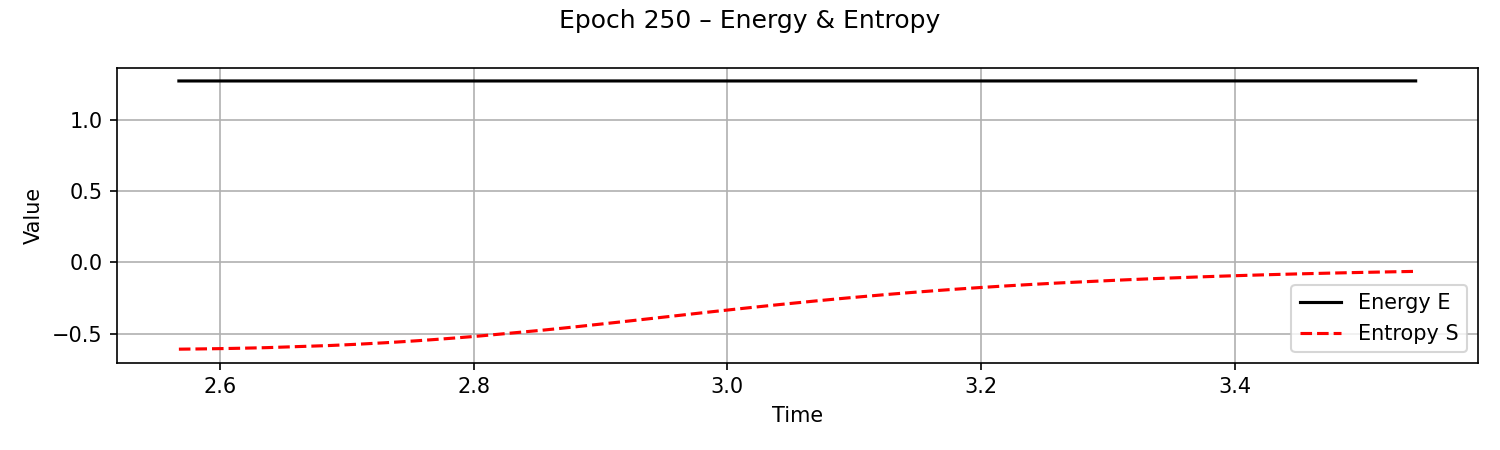 Epoch 250 – Energy & Entropy
Value
1.0
0.5
0.0
−0.5
2.6 2.8 3.0 3.2 3.4
Time
Energy E
Entropy S